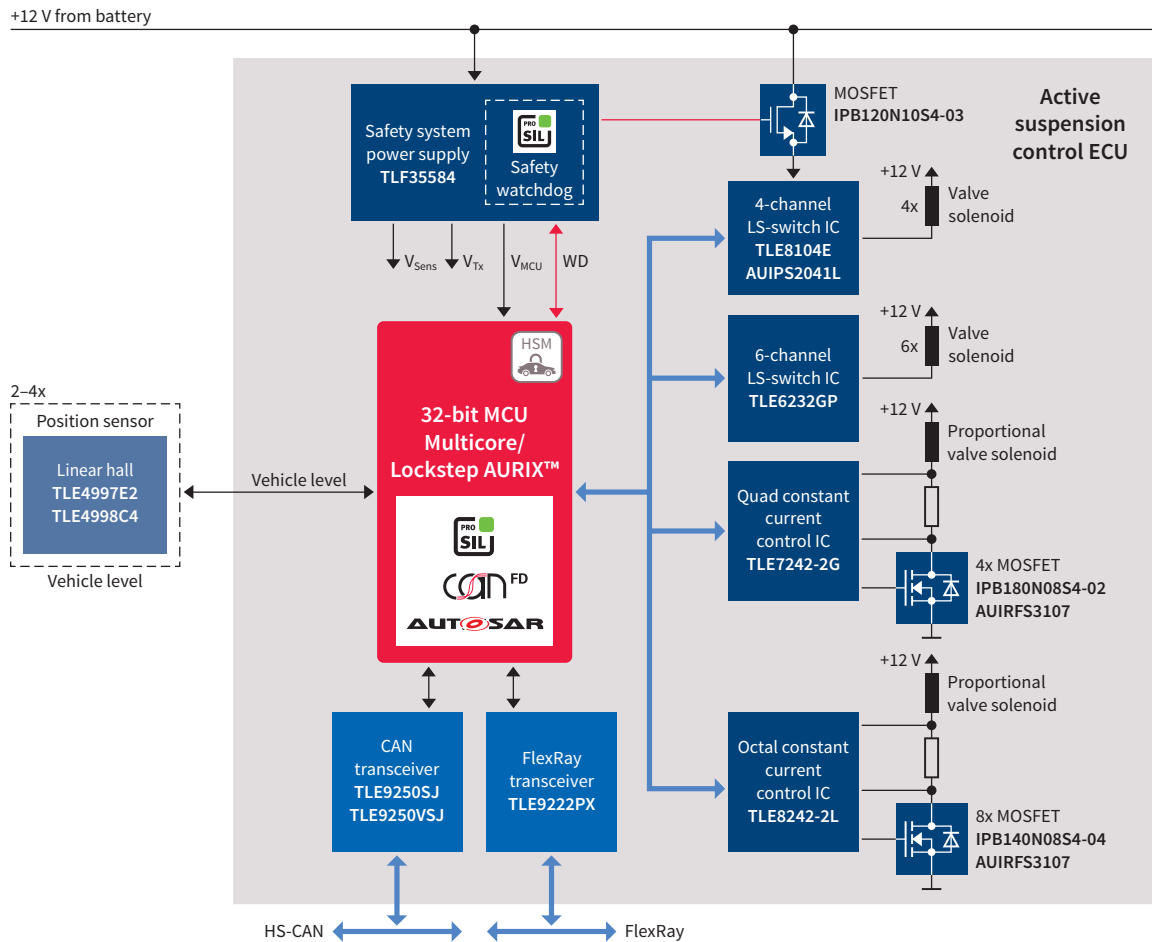 +12 V from battery
Active
suspension
control ECU
Safety system
power supply
TLF35584
PRO
SIL
Safety
watchdog
MOSFET
IPB120N10S4-03
4-channel
LS-switch IC
TLE8104E
AUIPS2041L
+12 V
4x
Valve
solenoid
VSens
VTx
VMCU
WD
6-channel
LS-switch IC
TLE6232GP
+12 V
6x
Valve
solenoid
HSM
32-bit MCU
Multicore/
Lockstep AURIX™
PRO
SIL
CAN FD
AUTOSAR
2–4x
Position sensor
Linear hall
TLE4997E2
TLE4998C4
Vehicle level
Vehicle level
Quad constant
current
control IC
TLE7242-2G
+12 V
Proportional
valve solenoid
4x MOSFET
IPB180N08S4-02
AUIRFS3107
Octal constant
current
control IC
TLE8242-2L
+12 V
Proportional
valve solenoid
8x MOSFET
IPB140N08S4-04
AUIRFS3107
CAN
transceiver
TLE9250SJ
TLE9250VSJ
FlexRay
transceiver
TLE9222PX
HS-CAN
FlexRay